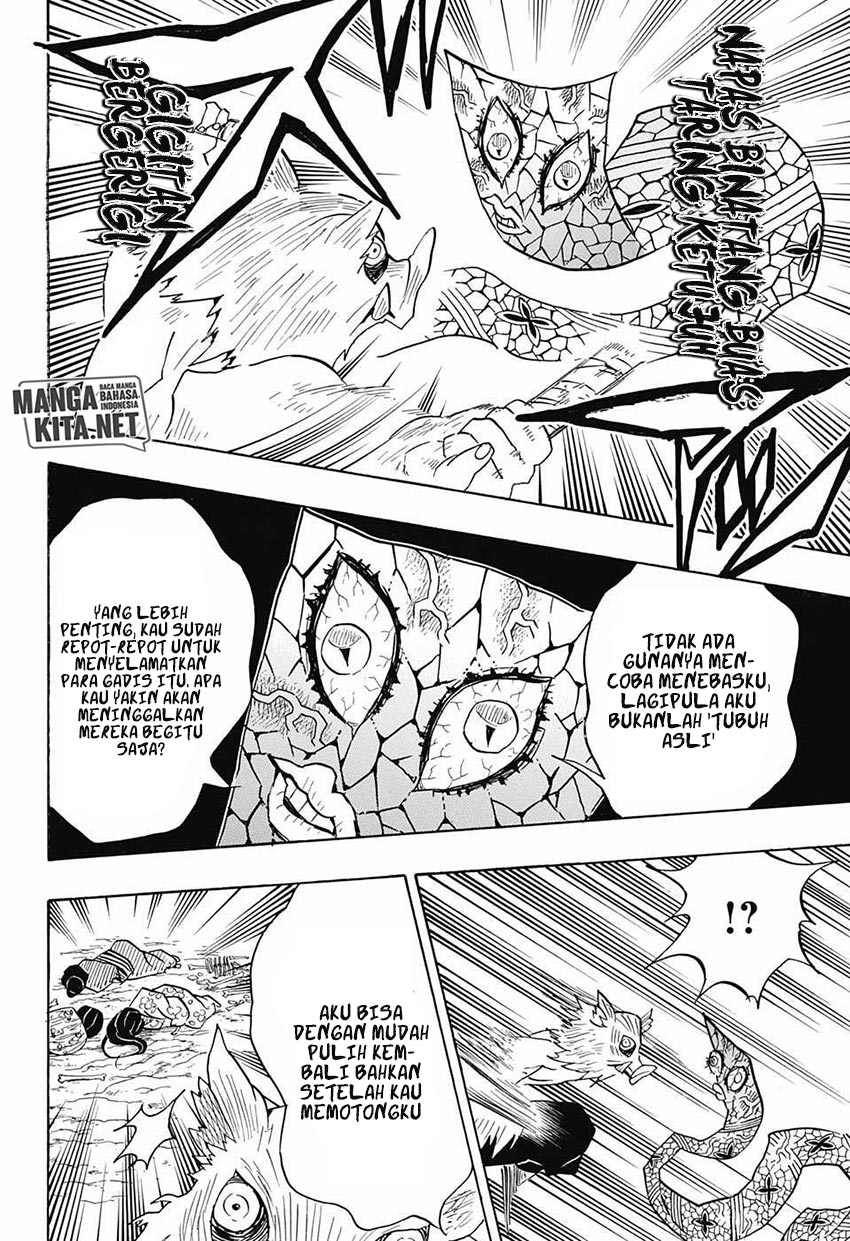 NAPAS BINATANG BUAS
TARING KETUJUH
GIGITAN
BERGERIGI
MANGA
KITA.NET
BACA MANGA
BAHASA
INDONESIA
TIDAK ADA
GUNANYA MEN-
COBA MENEBASKU,
LAGIPULA AKU
BUKANLAH 'TUBUH
ASLI'
YANG LEBIH
PENTING, KAU SUDAH
REPOT-REPOT UNTUK
MENYELAMATKAN
PARA GADIS ITU. APA
KAU YAKIN AKAN
MENINGGALKAN
MEREKA BEGITU
SAJA?
!?
AKU BISA
DENGAN MUDAH
PULIH KEM-
BALI BAHKAN
SETELAH KAU
MEMOTONGKU